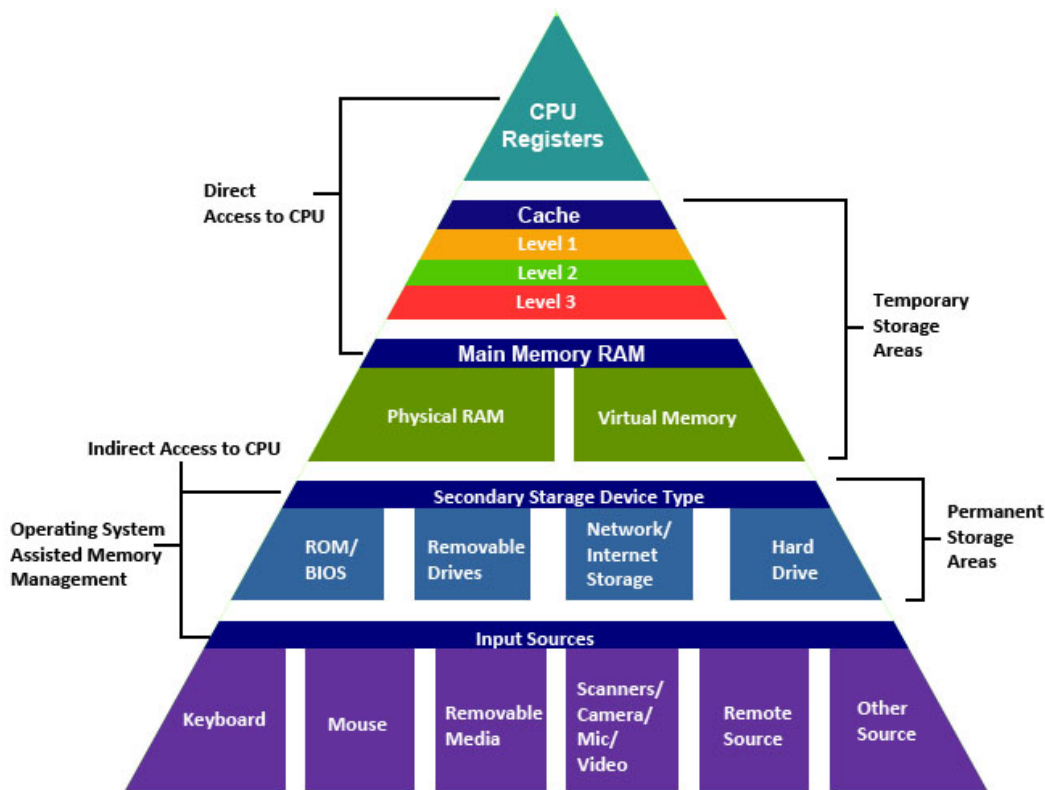 CPU
Registers
Direct
Access to CPU
Cache
Level 1
Level 2
Level 3
Temporary
Storage
Areas
Main Memory RAM
Physical RAM
Virtual Memory
Indirect Access to CPU
Operating System
Assisted Memory
Management
Secondary Starage Device Type
ROM/
BIOS
Removable
Drives
Network/
Internet
Storage
Hard
Drive
Permanent
Storage
Areas
Input Sources
Keyboard
Mouse
Removable
Media
Scanners/
Camera/
Mic/
Video
Remote
Source
Other
Source